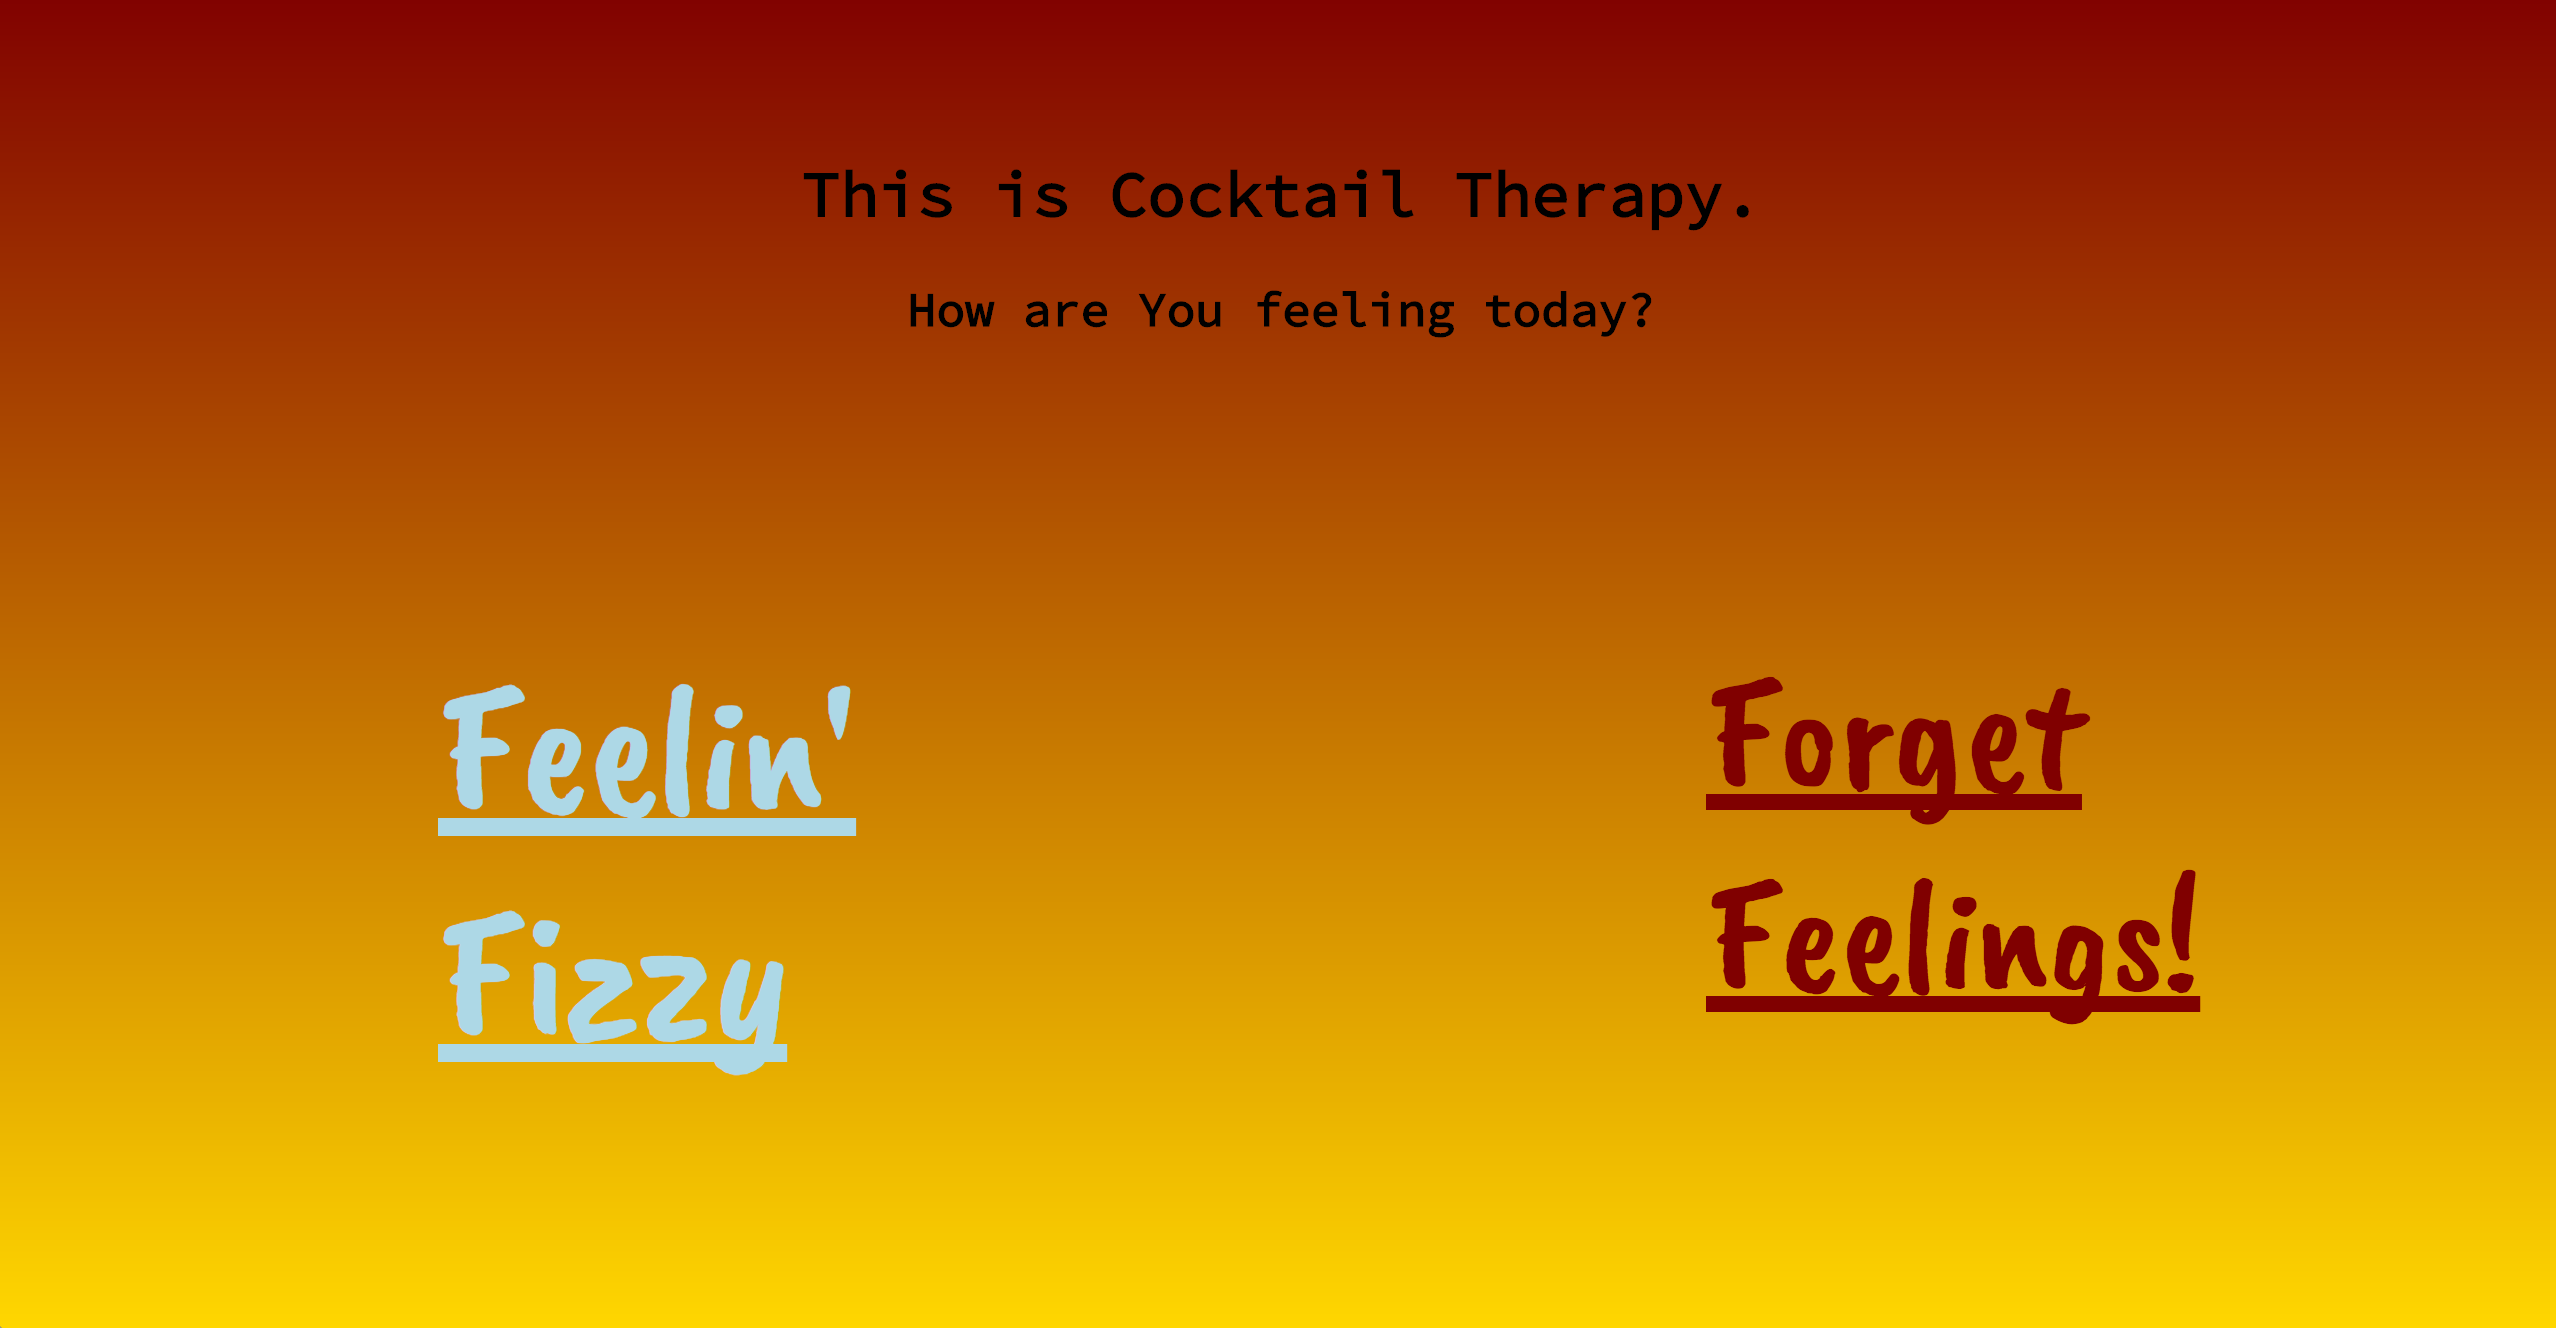 This is Cocktail Therapy.
How are You feeling today?
Feelin'
Fizzy
Forget
Feelings!